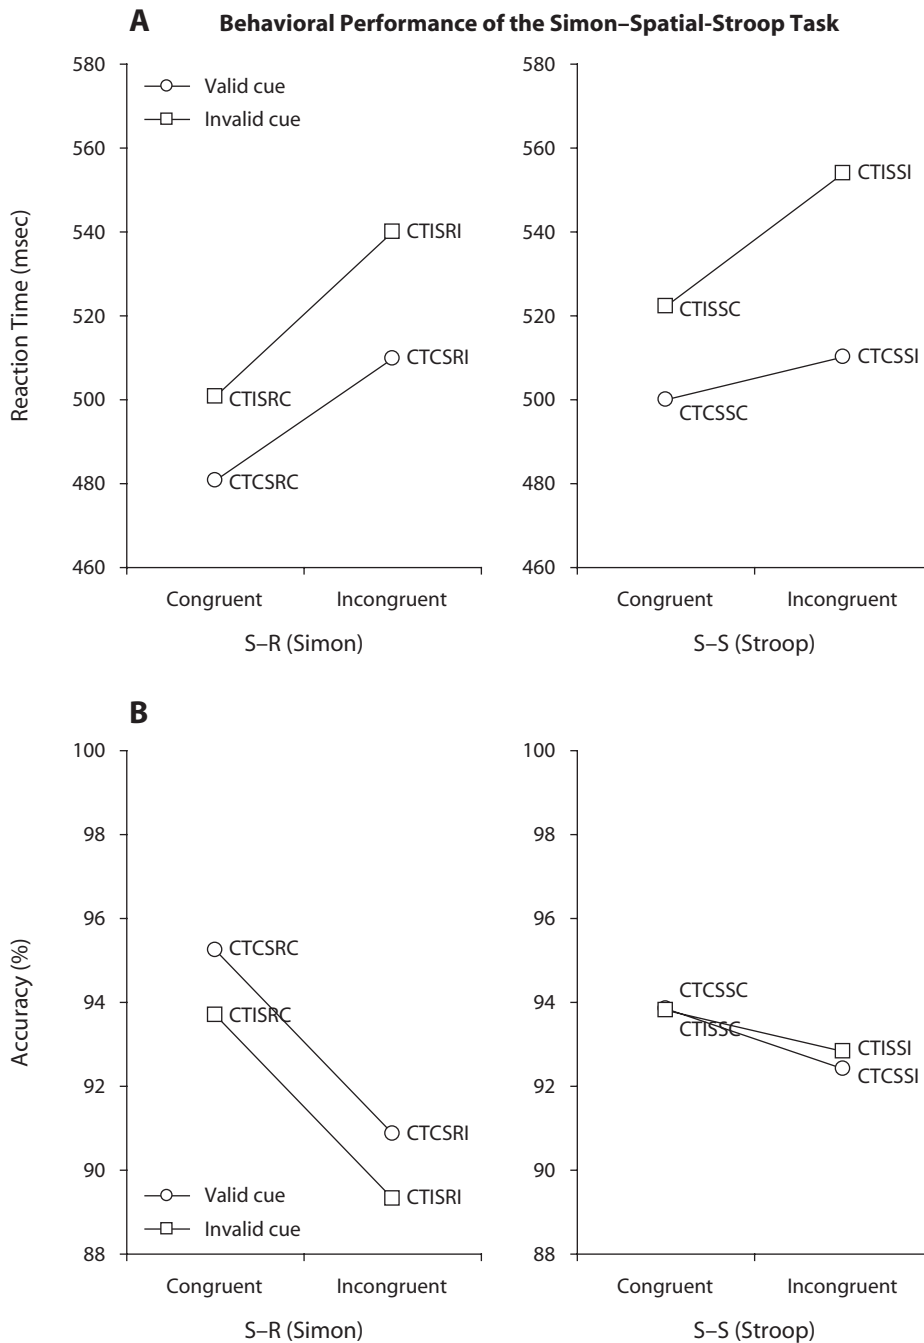 A Behavioral Performance of the Simon–Spatial-Stroop Task
Reaction Time (msec)
580
560
540
520
500
480
460
Valid cue
Invalid cue
CTISRI
CTCSRI
CTISRC
CTCSRC
Congruent Incongruent
S–R (Simon)
580
560
540
520
500
480
460
CTISSI
CTISSC
CTCSSI
CTCSSC
Congruent Incongruent
S–S (Stroop)
B
Accuracy (%)
100
98
96
94
92
90
88
CTCSRC
CTISRC
CTCSRI
CTISRI
Valid cue
Invalid cue
Congruent Incongruent
S–R (Simon)
100
98
96
94
92
90
88
CTCSSC
CTISSC
CTISSI
CTCSSI
Congruent Incongruent
S–S (Stroop)